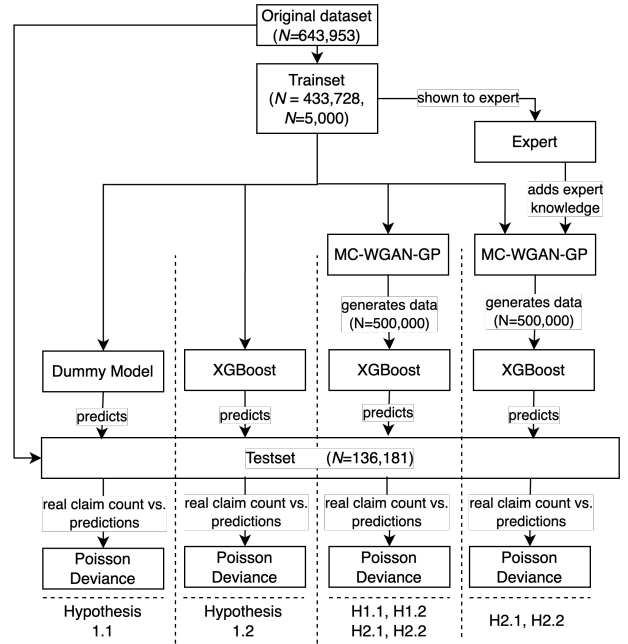 Original dataset
(N=643,953)
Trainset
(N = 433,728,
N=5,000)
shown to expert
Expert
adds expert
knowledge
MC-WGAN-GP
MC-WGAN-GP
generates data
(N=500,000)
generates data
(N=500,000)
Dummy Model
XGBoost
XGBoost
XGBoost
predicts
predicts
predicts
predicts
Testset (N=136,181)
real claim count vs.
predictions
real claim count vs.
predictions
real claim count vs.
predictions
real claim count vs.
predictions
Poisson
Deviance
Poisson
Deviance
Poisson
Deviance
Poisson
Deviance
Hypothesis
1.1
Hypothesis
1.2
H1.1, H1.2
H2.1, H2.2
H2.1, H2.2